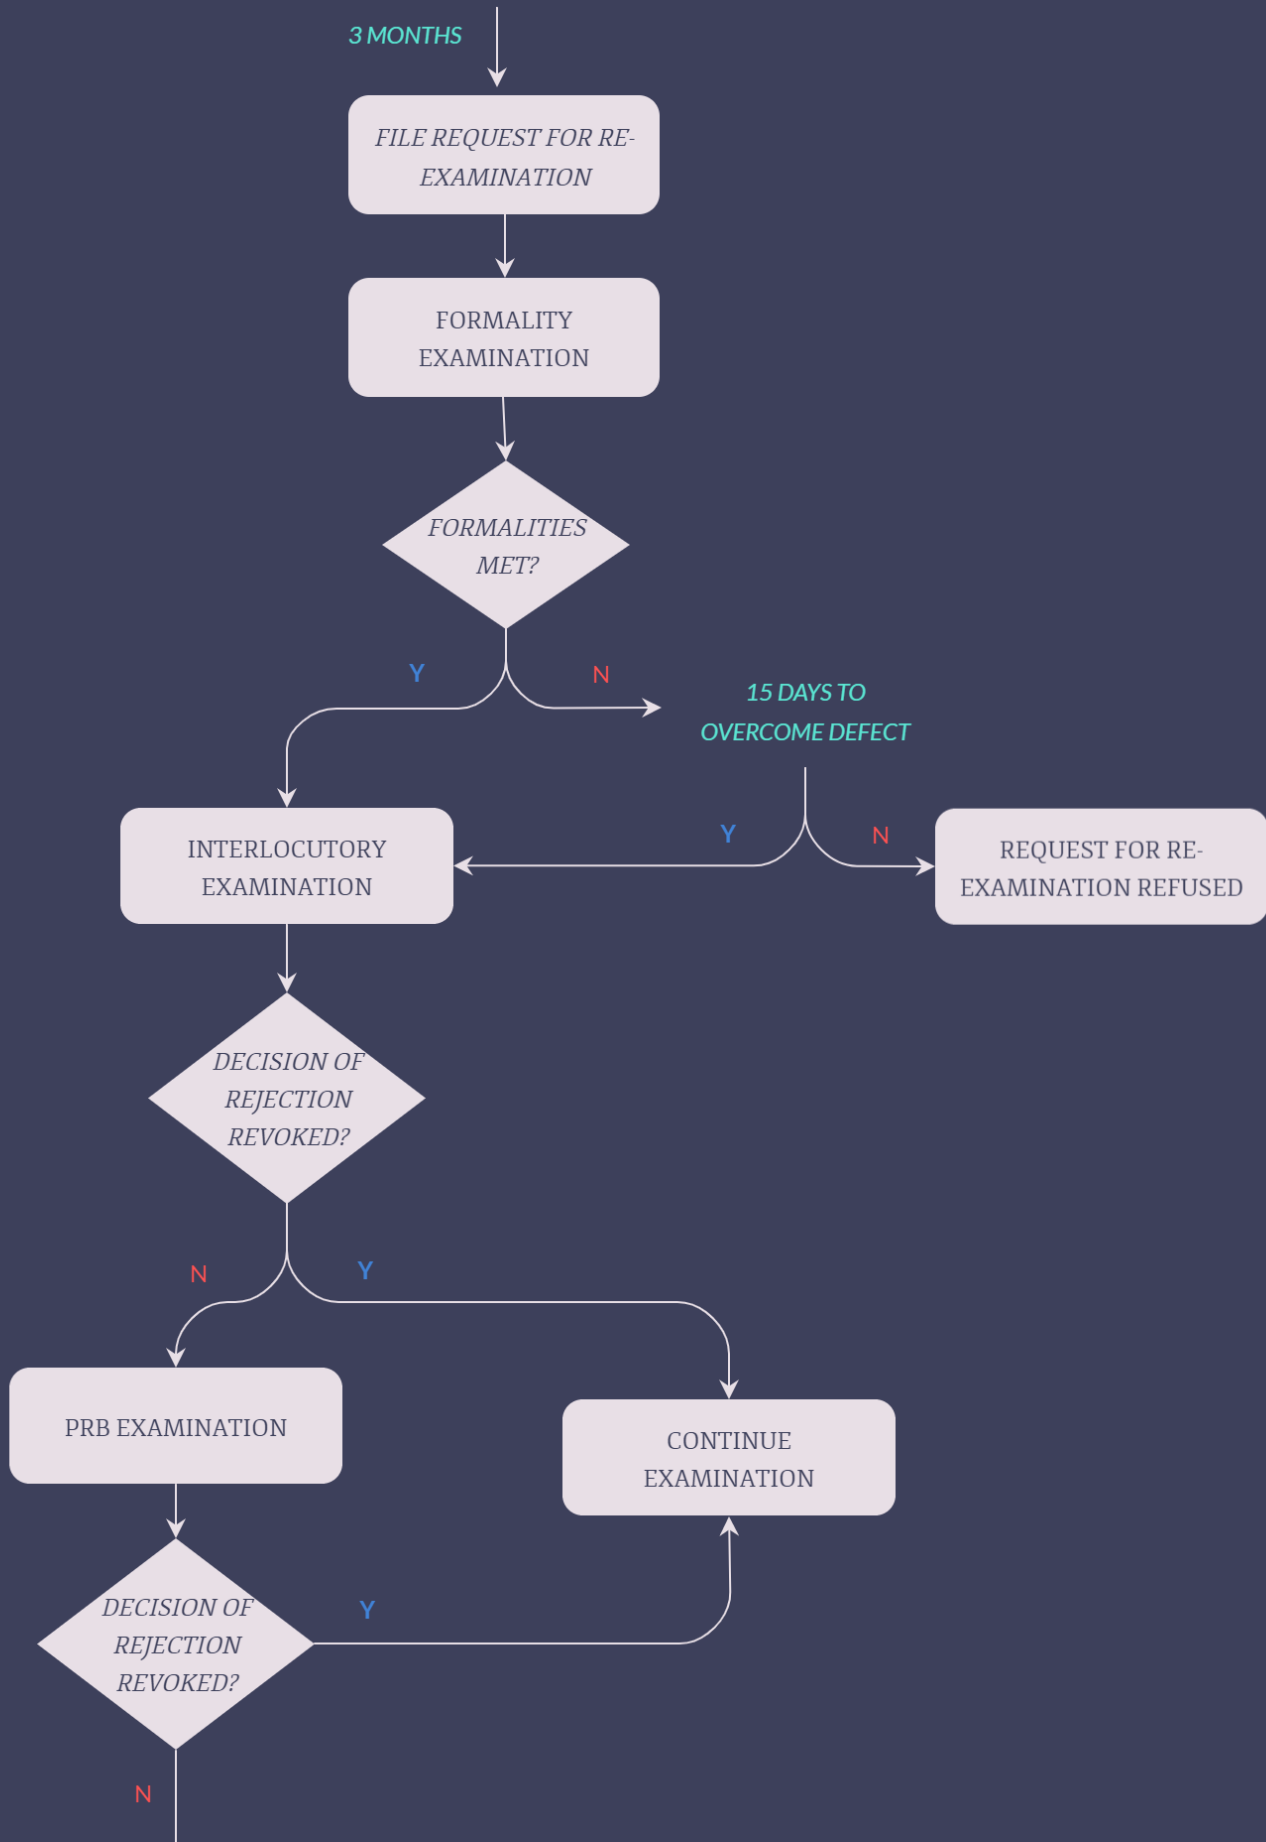 3 MONTHS
FILE REQUEST FOR RE-
EXAMINATION
FORMALITY
EXAMINATION
FORMALITIES
MET?
Y
N
15 DAYS TO
OVERCOME DEFECT
Y
N
INTERLOCUTORY
EXAMINATION
REQUEST FOR RE-
EXAMINATION REFUSED
DECISION OF
REJECTION
REVOKED?
N
Y
PRB EXAMINATION
CONTINUE
EXAMINATION
DECISION OF
REJECTION
REVOKED?
Y
N